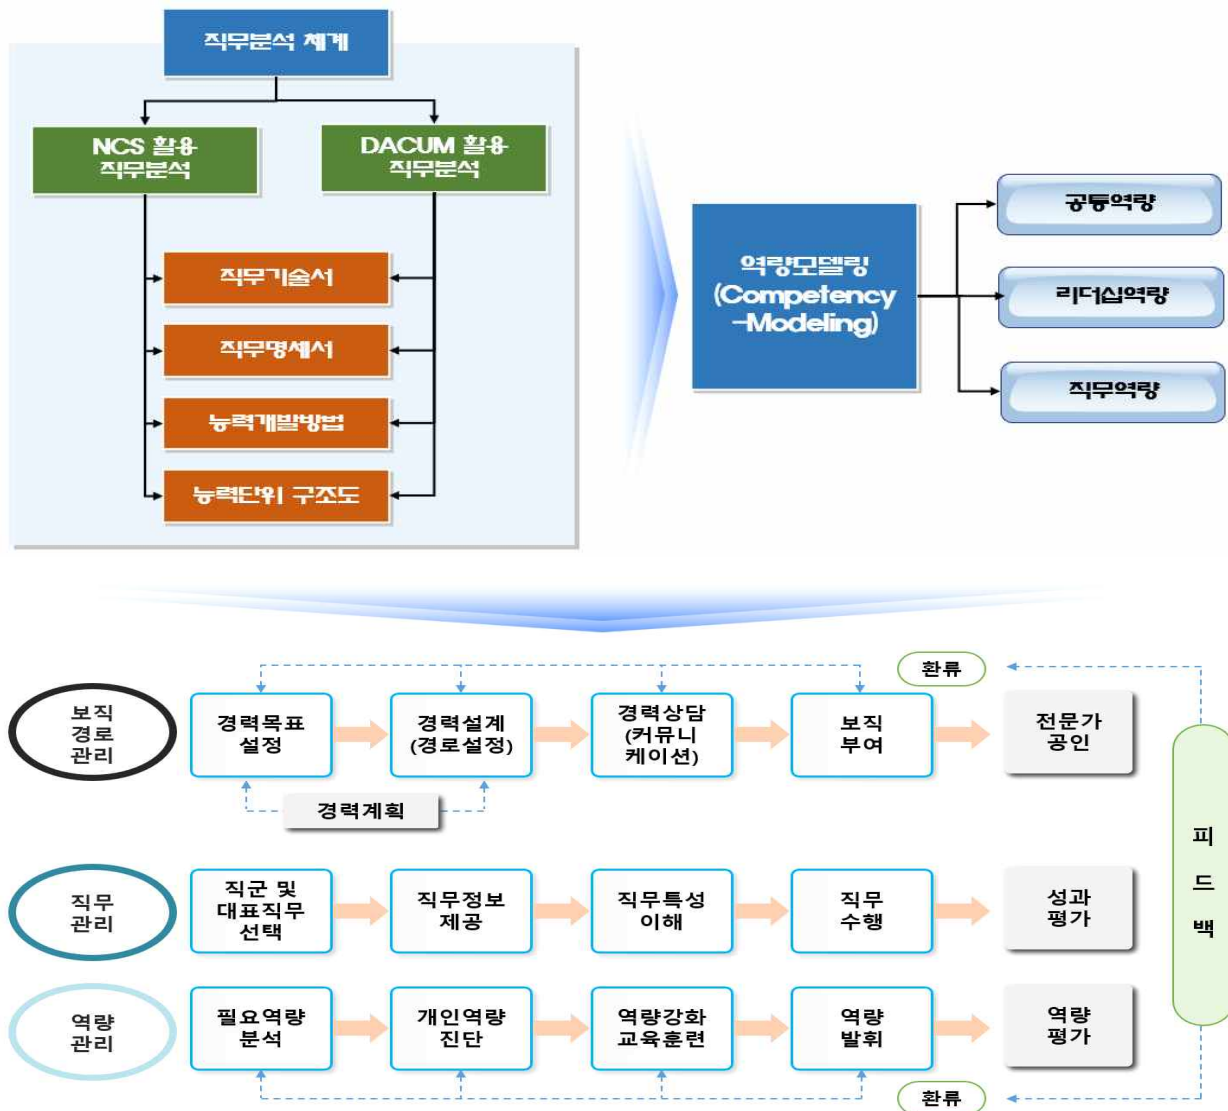 직무분석 체계
NCS 활용
직무분석
DACUM 활용
직무분석
직무기술서
직무명세서
능력개발방법
능력단위 구조도
역량모델링
(Competency
-Modeling)
공통역량
리더십역량
직무역량
환류
보직
경로
관리
경력목표
설정
경력설계
(경로설정)
경력상담
(커뮤니
케이션)
보직
부여
전문가
공인
경력계획
직무
관리
직군 및
대표직무
선택
직무정보
제공
직무특성
이해
직무
수행
성과
평가
역량
관리
필요역량
분석
개인역량
진단
역량강화
교육훈련
역량
발휘
역량
평가
환류
피
드
백